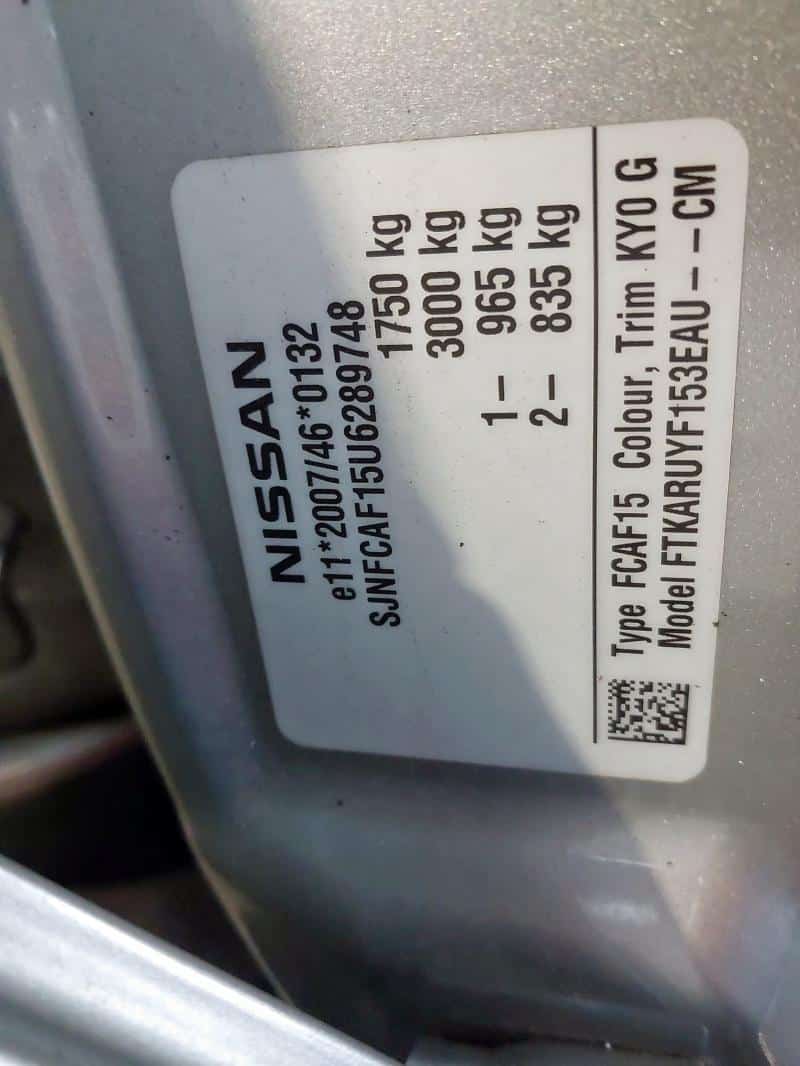 NISSAN
e11*2007/46*0132
SJNFCAF15U6289748
1750 kg
3000 kg
1– 965 kg
2– 835 kg
Type FCAF15 Colour, Trim KY0 G
Model FTKARUYF153EAU – – CM